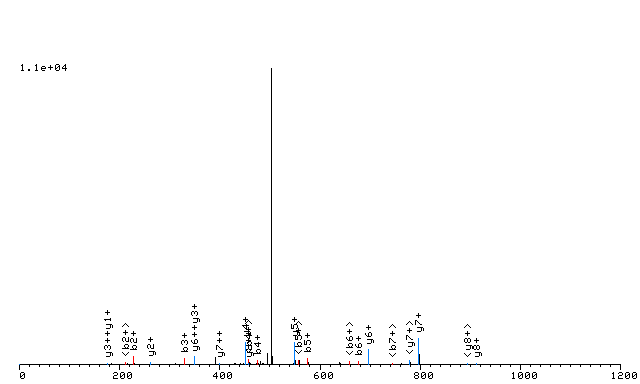 1.1e+04
y3++y1+
<b2+>
b2+
y2+
b3+
y6++y3+
y7++
b4+
<b5+>
b5+
<b6+>
b6+
y6+
<b7+>
<y7+>
y7+
<y8+>
y8+
0 200 400 600 800 1000 1200